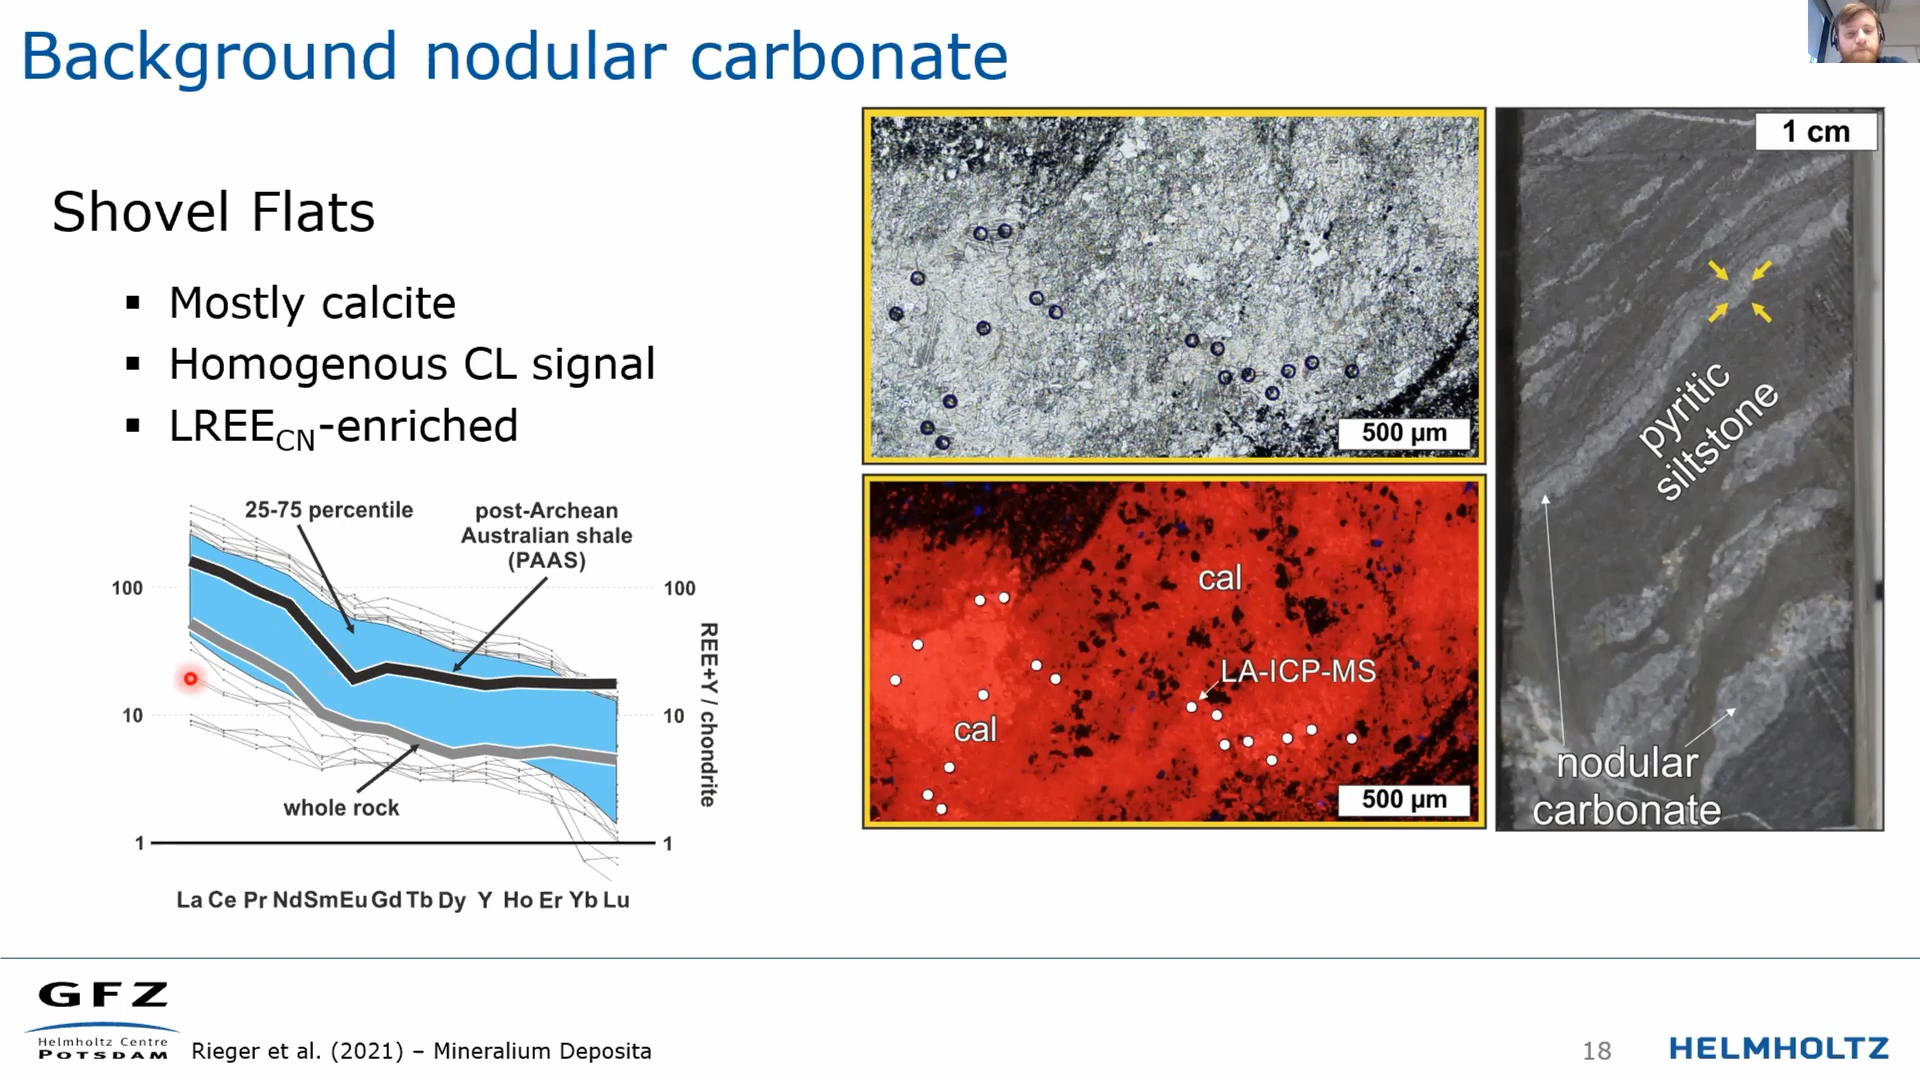 Background nodular carbonate
Shovel Flats
▪ Mostly calcite
▪ Homogenous CL signal
▪ LREECN-enriched
25-75 percentile
post-Archean
Australian shale
(PAAS)
100
100
10
10
1
1
whole rock
REE+Y / chondrite
La Ce Pr Nd Sm Eu Gd Tb Dy Y Ho Er Yb Lu
500 µm
cal
LA-ICP-MS
cal
500 µm
1 cm
pyritic
siltstone
nodular
carbonate
GFZ
Helmholtz Centre
POTSDAM
Rieger et al. (2021) – Mineralium Deposita
18
HELMHOLTZ